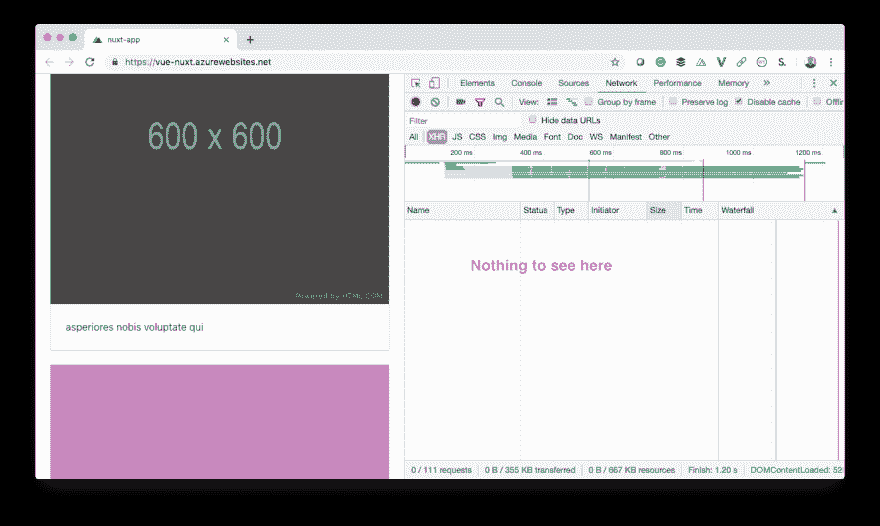 nuxt-app
https://vue-nuxt.azurewebsites.net
600 x 600
Powered by HTML.COM
asperiores nobis voluptate qui
Elements Console Sources Network Performance Memory
View: Group by frame Preserve log Disable cache Offlin
Filter Hide data URLs
All XHR JS CSS Img Media Font Doc WS Manifest Other
200 ms 400 ms 600 ms 800 ms 1000 ms 1200 ms
Name Status Type Initiator Size Time Waterfall
Nothing to see here
0 / 111 requests 0 B / 355 KB transferred 0 B / 667 KB resources Finish: 1.20 s DOMContentLoaded: 52